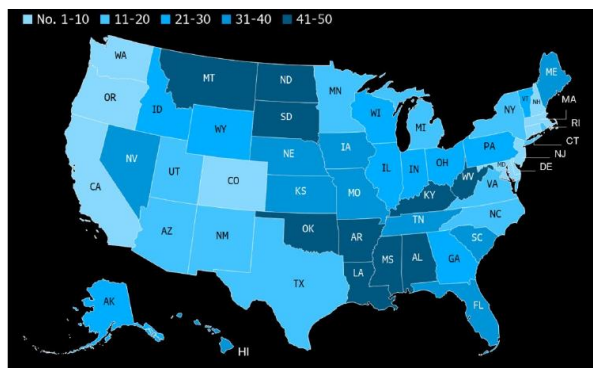 No. 1-10 11-20 21-30 31-40 41-50
WA
MT
ND
MN
ME
VT
NH
MA
OR
ID
SD
WI
MI
NY
RI
WY
CT
NJ
NE
IA
PA
NV
UT
CO
IL
IN
OH
MD
DE
WV
VA
CA
KS
MO
KY
NC
TN
AZ
NM
OK
AR
SC
MS
AL
GA
TX
LA
FL
AK
HI